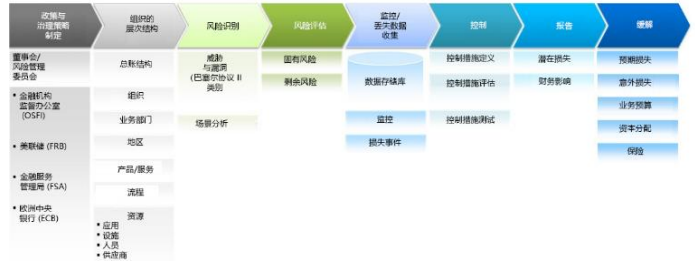 政策与
治理策略
制定
组织的
层次结构
风险识别
风险评估
监控/
丢失数据
收集
控制
报告
缓解
董事会/
风险管理
委员会
• 金融机构
监督办公室
(OSFI)
• 美联储 (FRB)
• 金融服务
管理局 (FSA)
• 欧洲中央
银行 (ECB)
总账结构
组织
业务部门
地区
产品/服务
流程
资源
• 应用
• 设施
• 人员
• 供应商
威胁
与漏洞
(巴塞尔协议 II
类别)
场景分析
固有风险
剩余风险
数据存储库
监控
损失事件
控制措施定义
控制措施评估
控制措施测试
潜在损失
财务影响
预期损失
意外损失
业务预算
资本分配
保险